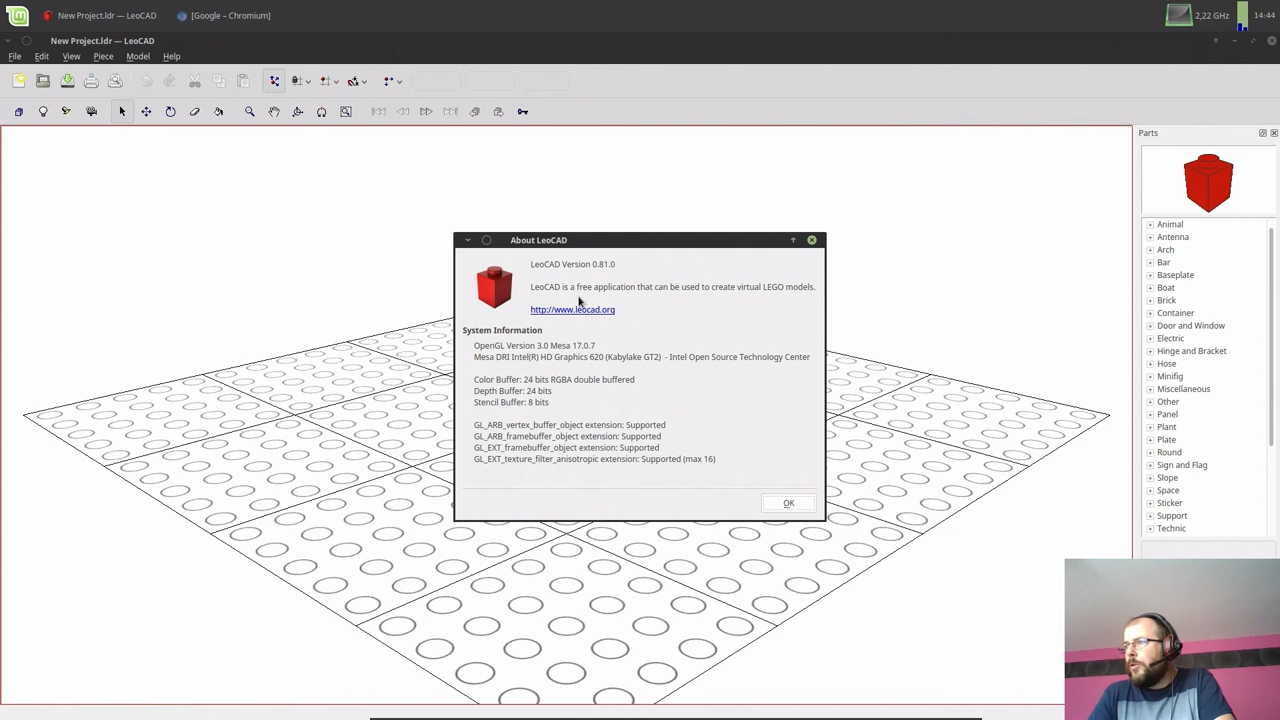 New Project.ldr — LeoCAD
[Google – Chromium]
2,22 GHz
14:44
New Project.ldr — LeoCAD
File Edit View Piece Model Help
Parts
Animal
Antenna
Arch
Bar
Baseplate
Boat
Brick
Container
Door and Window
Electric
Hinge and Bracket
Hose
Minifig
Miscellaneous
Other
Panel
Plant
Plate
Round
Sign and Flag
Slope
Space
Sticker
Support
Technic
About LeoCAD
LeoCAD Version 0.81.0
LeoCAD is a free application that can be used to create virtual LEGO models.
http://www.leocad.org
System Information
OpenGL Version 3.0 Mesa 17.0.7
Mesa DRI Intel(R) HD Graphics 620 (Kabylake GT2)  - Intel Open Source Technology Center
Color Buffer: 24 bits RGBA double buffered
Depth Buffer: 24 bits
Stencil Buffer: 8 bits
GL_ARB_vertex_buffer_object extension: Supported
GL_ARB_framebuffer_object extension: Supported
GL_EXT_framebuffer_object extension: Supported
GL_EXT_texture_filter_anisotropic extension: Supported (max 16)
OK